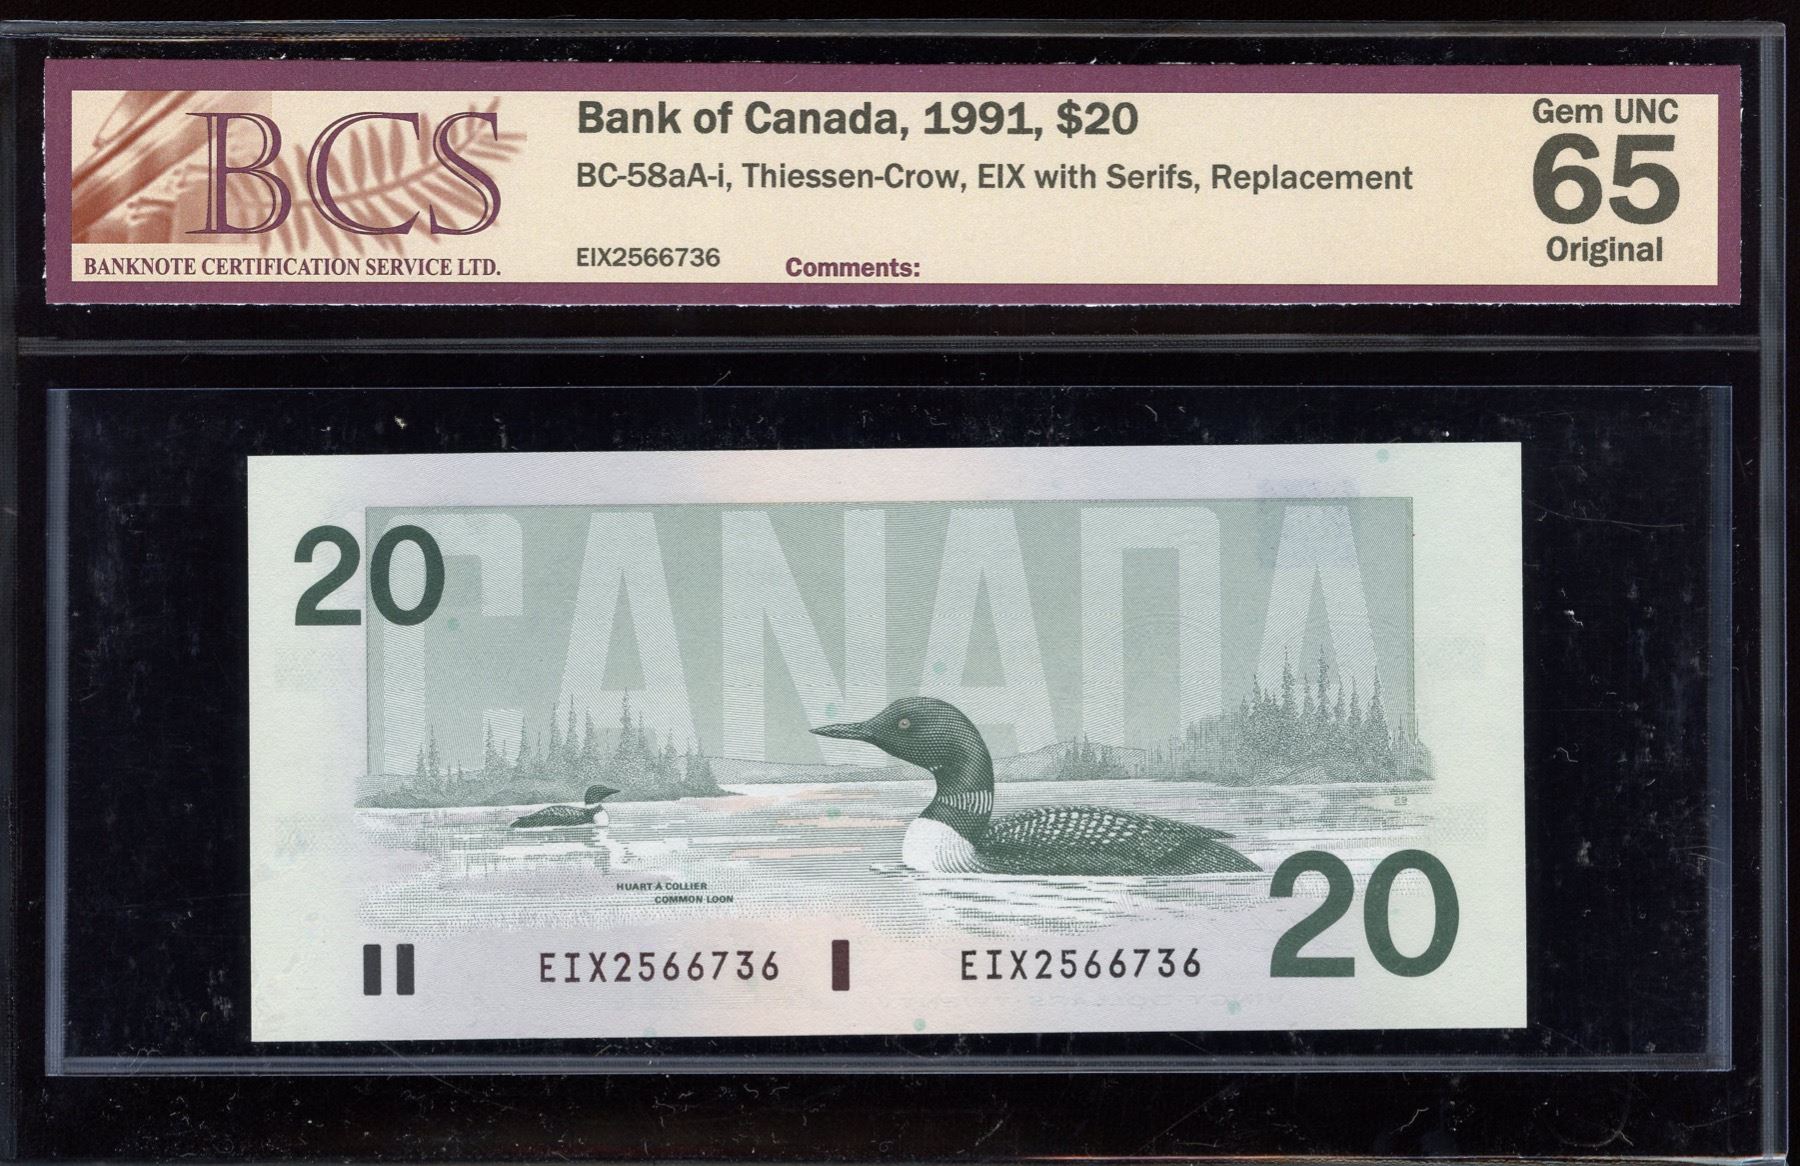 BCS
BANKNOTE CERTIFICATION SERVICE LTD.
Bank of Canada, 1991, $20
BC-58aA-i, Thiessen-Crow, EIX with Serifs, Replacement
EIX2566736
Comments:
Gem UNC
65
Original
20
CANADA
HUART À COLLIER
COMMON LOON
20
EIX2566736
EIX2566736